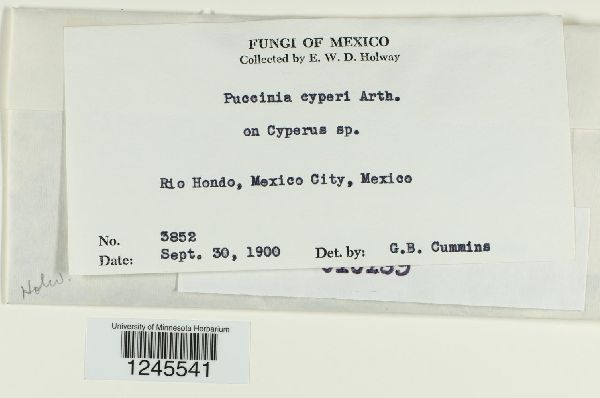 FUNGI OF MEXICO
Collected by E. W. D. Holway
Puccinia cyperi Arth.
on Cyperus sp.
Rio Hondo, Mexico City, Mexico
No. 3852
Date: Sept. 30, 1900 Det. by: G.B. Cummins
Holw.
University of Minnesota Herbarium
1245541